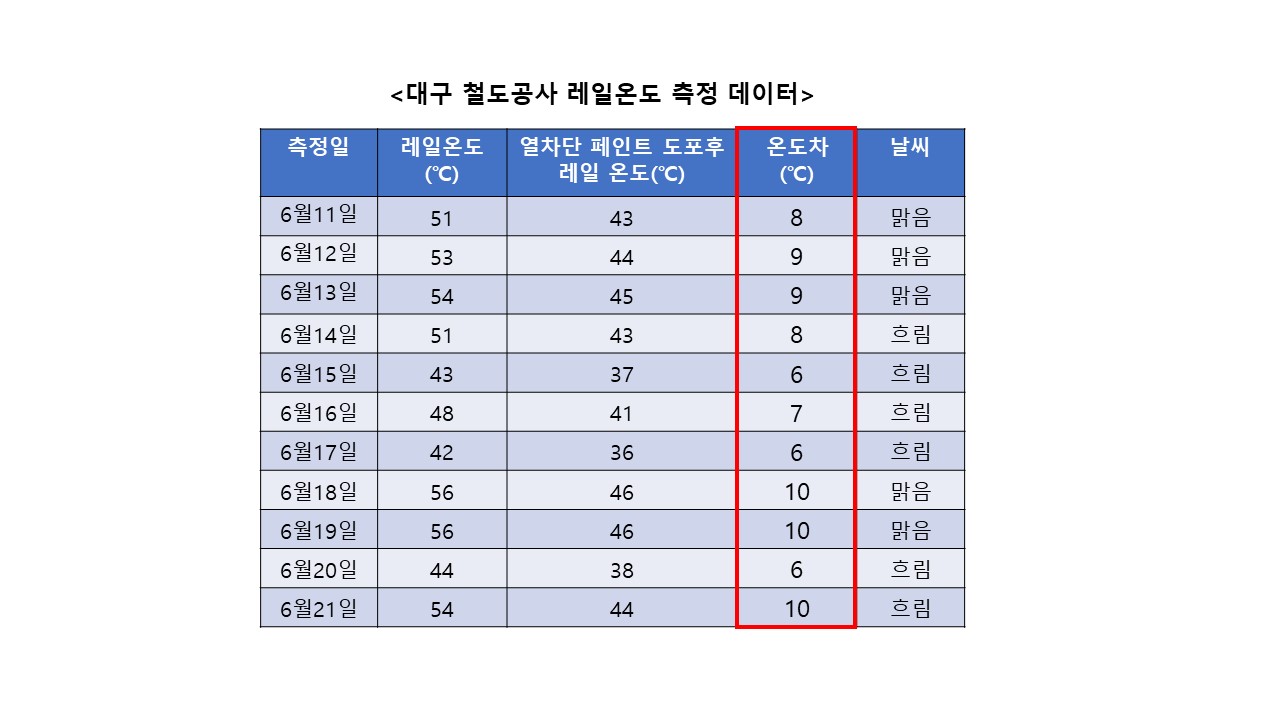 <대구 철도공사 레일온도 측정 데이터>
측정일 레일온도 (℃) 열차단 페인트 도포후 레일 온도(℃) 온도차 (℃) 날씨
6월11일 51 43 8 맑음
6월12일 53 44 9 맑음
6월13일 54 45 9 맑음
6월14일 51 43 8 흐림
6월15일 43 37 6 흐림
6월16일 48 41 7 흐림
6월17일 42 36 6 흐림
6월18일 56 46 10 맑음
6월19일 56 46 10 맑음
6월20일 44 38 6 흐림
6월21일 54 44 10 흐림